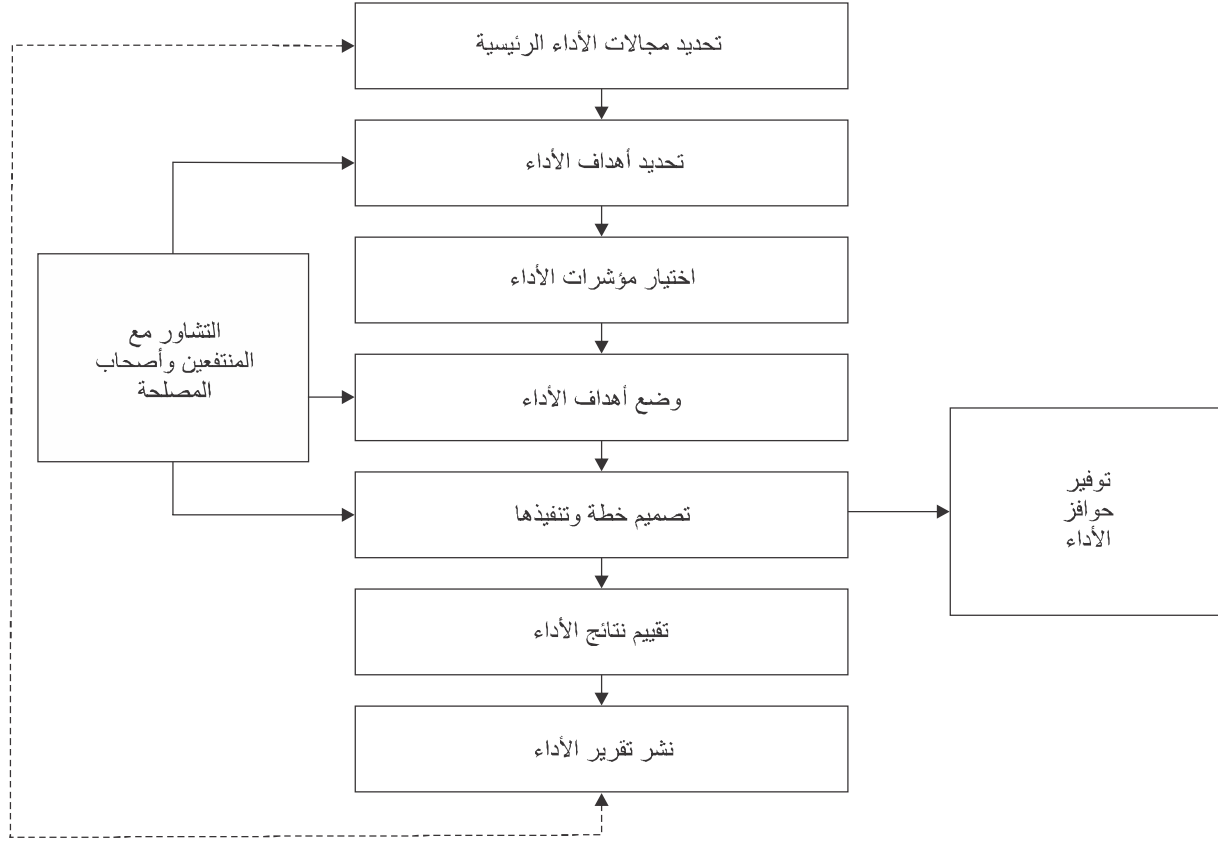 تحديد مجالات الأداء الرئيسية
تحديد أهداف الأداء
اختيار مؤشرات الأداء
التشاور مع
المنتفعين وأصحاب
المصلحة
وضع أهداف الأداء
تصميم خطة وتنفيذها
توفير
حوافز
الأداء
تقييم نتائج الأداء
نشر تقرير الأداء